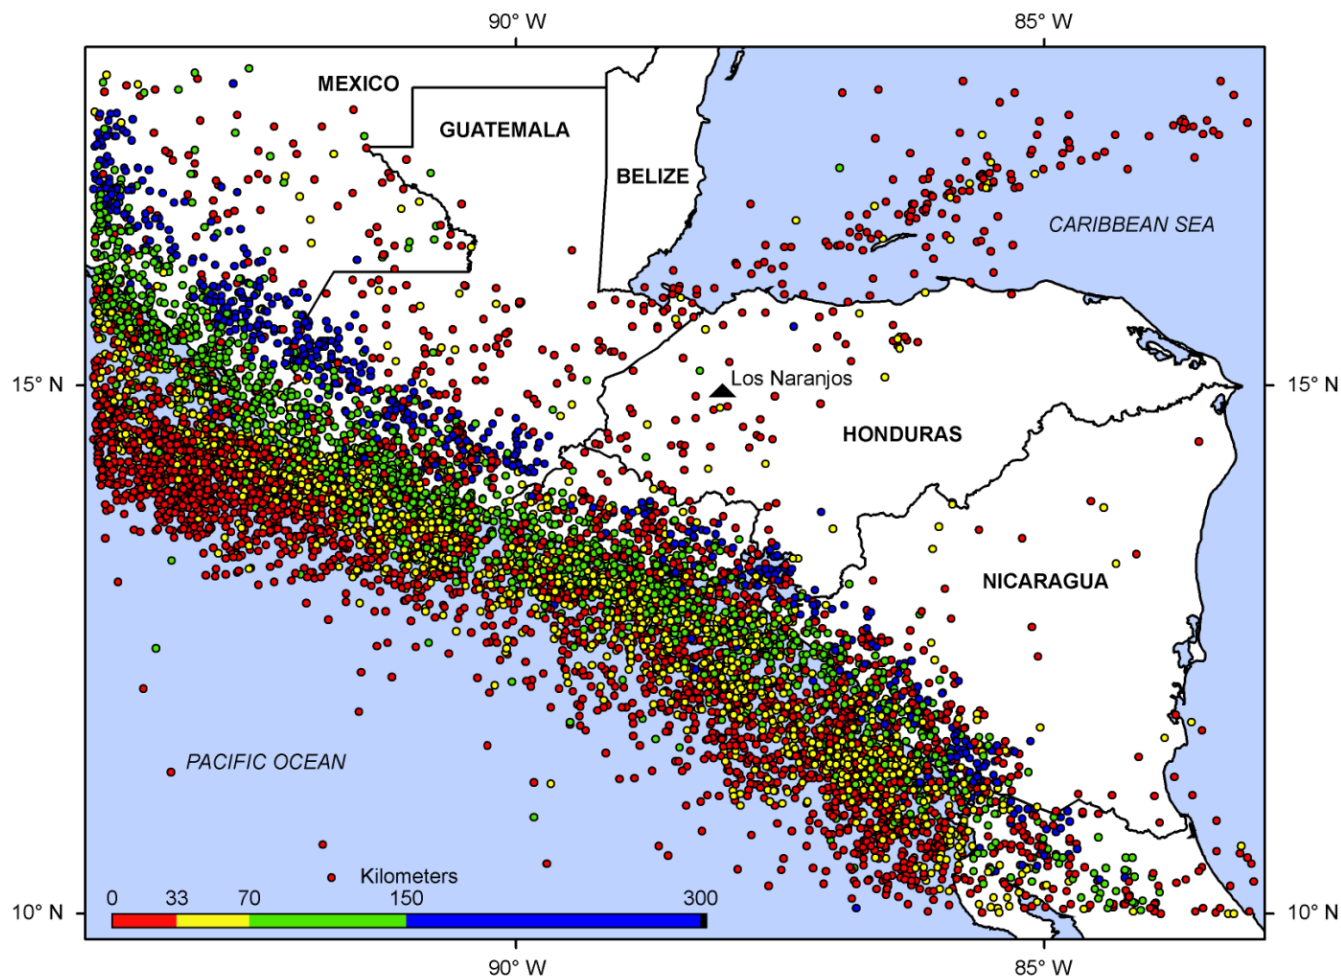 90° W 85° W
MEXICO
GUATEMALA
BELIZE
CARIBBEAN SEA
15° N Los Naranjos 15° N
HONDURAS
NICARAGUA
PACIFIC OCEAN
Kilometers
0 33 70 150 300
10° N 10° N
90° W 85° W